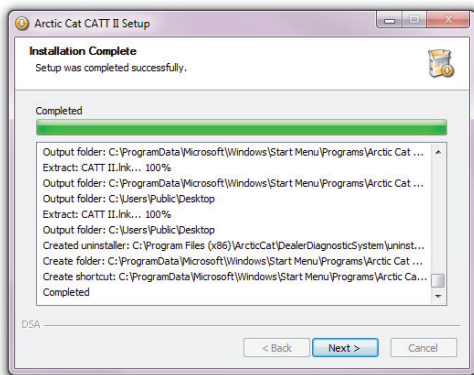 Arctic Cat CATT II Setup
Installation Complete
Setup was completed successfully.
Completed
Output folder: C:\ProgramData\Microsoft\Windows\Start Menu\Programs\Arctic Cat ...
Extract: CATT II.lnk... 100%
Output folder: C:\ProgramData\Microsoft\Windows\Start Menu\Programs\Arctic Cat ...
Output folder: C:\Users\Public\Desktop
Extract: CATT II.lnk... 100%
Output folder: C:\Users\Public\Desktop
Created uninstaller: C:\Program Files (x86)\ArcticCat\DealerDiagnosticSystem\uninst...
Create folder: C:\ProgramData\Microsoft\Windows\Start Menu\Programs\Arctic Cat ...
Create shortcut: C:\ProgramData\Microsoft\Windows\Start Menu\Programs\Arctic Ca...
Completed
DSA
< Back Next > Cancel